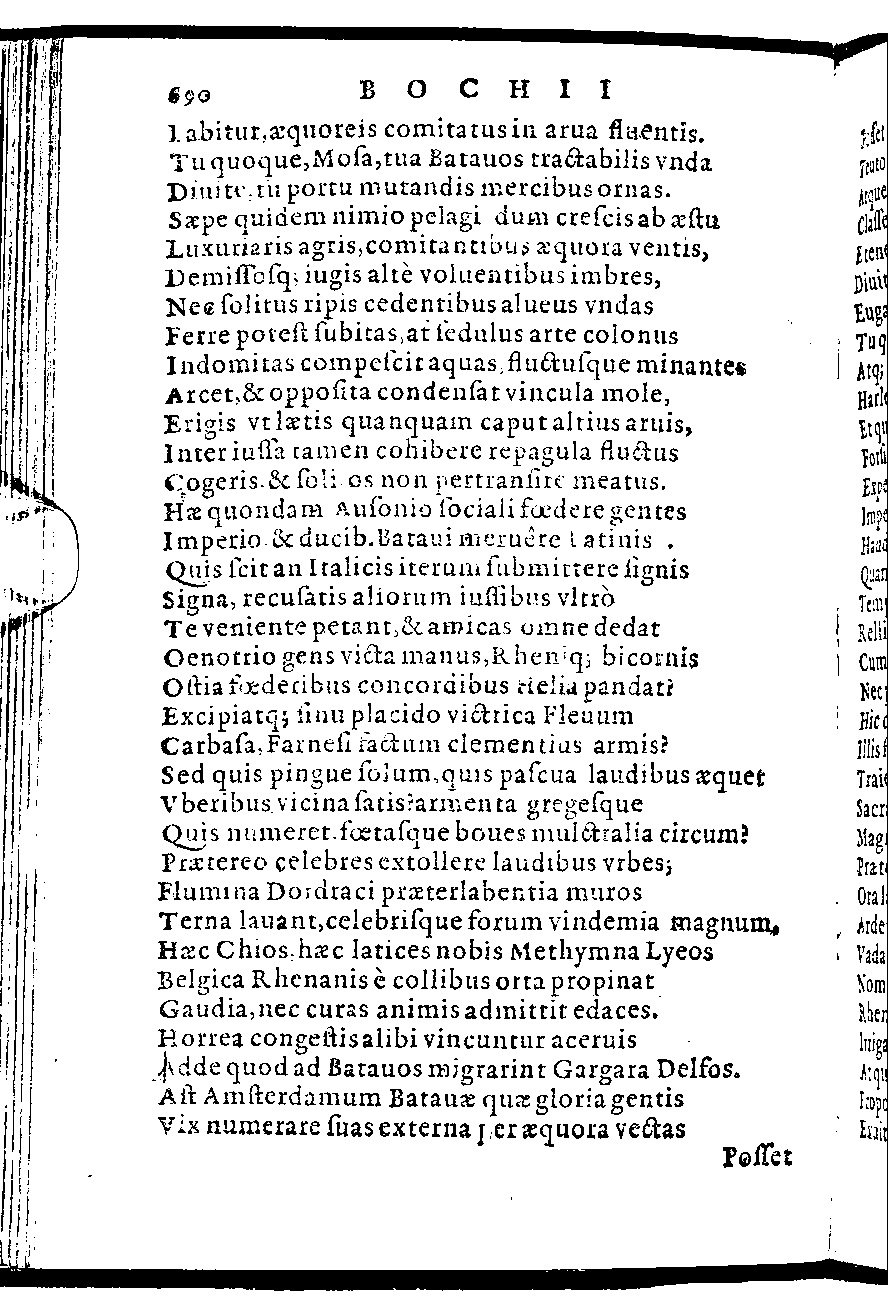 690 BOCHII
Labitur, æquoreis comitatus in arua fluentis.
Tu quoque, Mosa, tua Batauos tractabilis vnda
Diuite, tu portu mutandis mercibus ornas.
Sæpe quidem nimio pelagi dum crescis ab æstu
Luxuriaris agris, comitantibus æquora ventis,
Demissosq; iugis altè voluentibus imbres,
Nec solitus ripis cedentibus alueus vndas
Ferre potest subitas, at sedulus arte colonus
Indomitas compescit aquas, fluctusque minantes
Arcet, & opposita condensat vincula mole,
Erigis vt lætis quanquam caput altius aruis,
Inter iussa tamen cohibere repagula fluctus
Cogeris. & soli os non pertransire meatus.
Hæ quondam Ausonio sociali fœdere gentes
Imperio & ducib. Bataui meruêre Latinis .
Quis scit an Italicis iterum submittere signis
Signa, recusatis aliorum iussibus vltrò
Te veniente petant, & amicas omne dedat
Oenotrio gens victa manus, Rheniq; bicornis
Ostia fœderibus concordibus Helia pandat?
Excipiatq; sinu placido victrica Fleuum
Carbasa, Farnesi factum clementius armis?
Sed quis pingue solum, quis pascua laudibus æquet
Vberibus vicina satis? armenta gregesque
Quis numeret. fœtasque boues mulctralia circum?
Prætereo celebres extollere laudibus vrbes;
Flumina Dordraci præterlabentia muros
Terna lauant, celebrisque forum vindemia magnum,
Hæc Chios, hæc latices nobis Methymna Lyeos
Belgica Rhenanis è collibus orta propinat
Gaudia, nec curas animis admittit edaces.
Horrea congestis alibi vincuntur aceruis
Adde quod ad Batauos migrarint Gargara Delfos.
Ast Amsterdamum Batauæ quæ gloria gentis
Vix numerare suas externa per æquora vectas
Posset